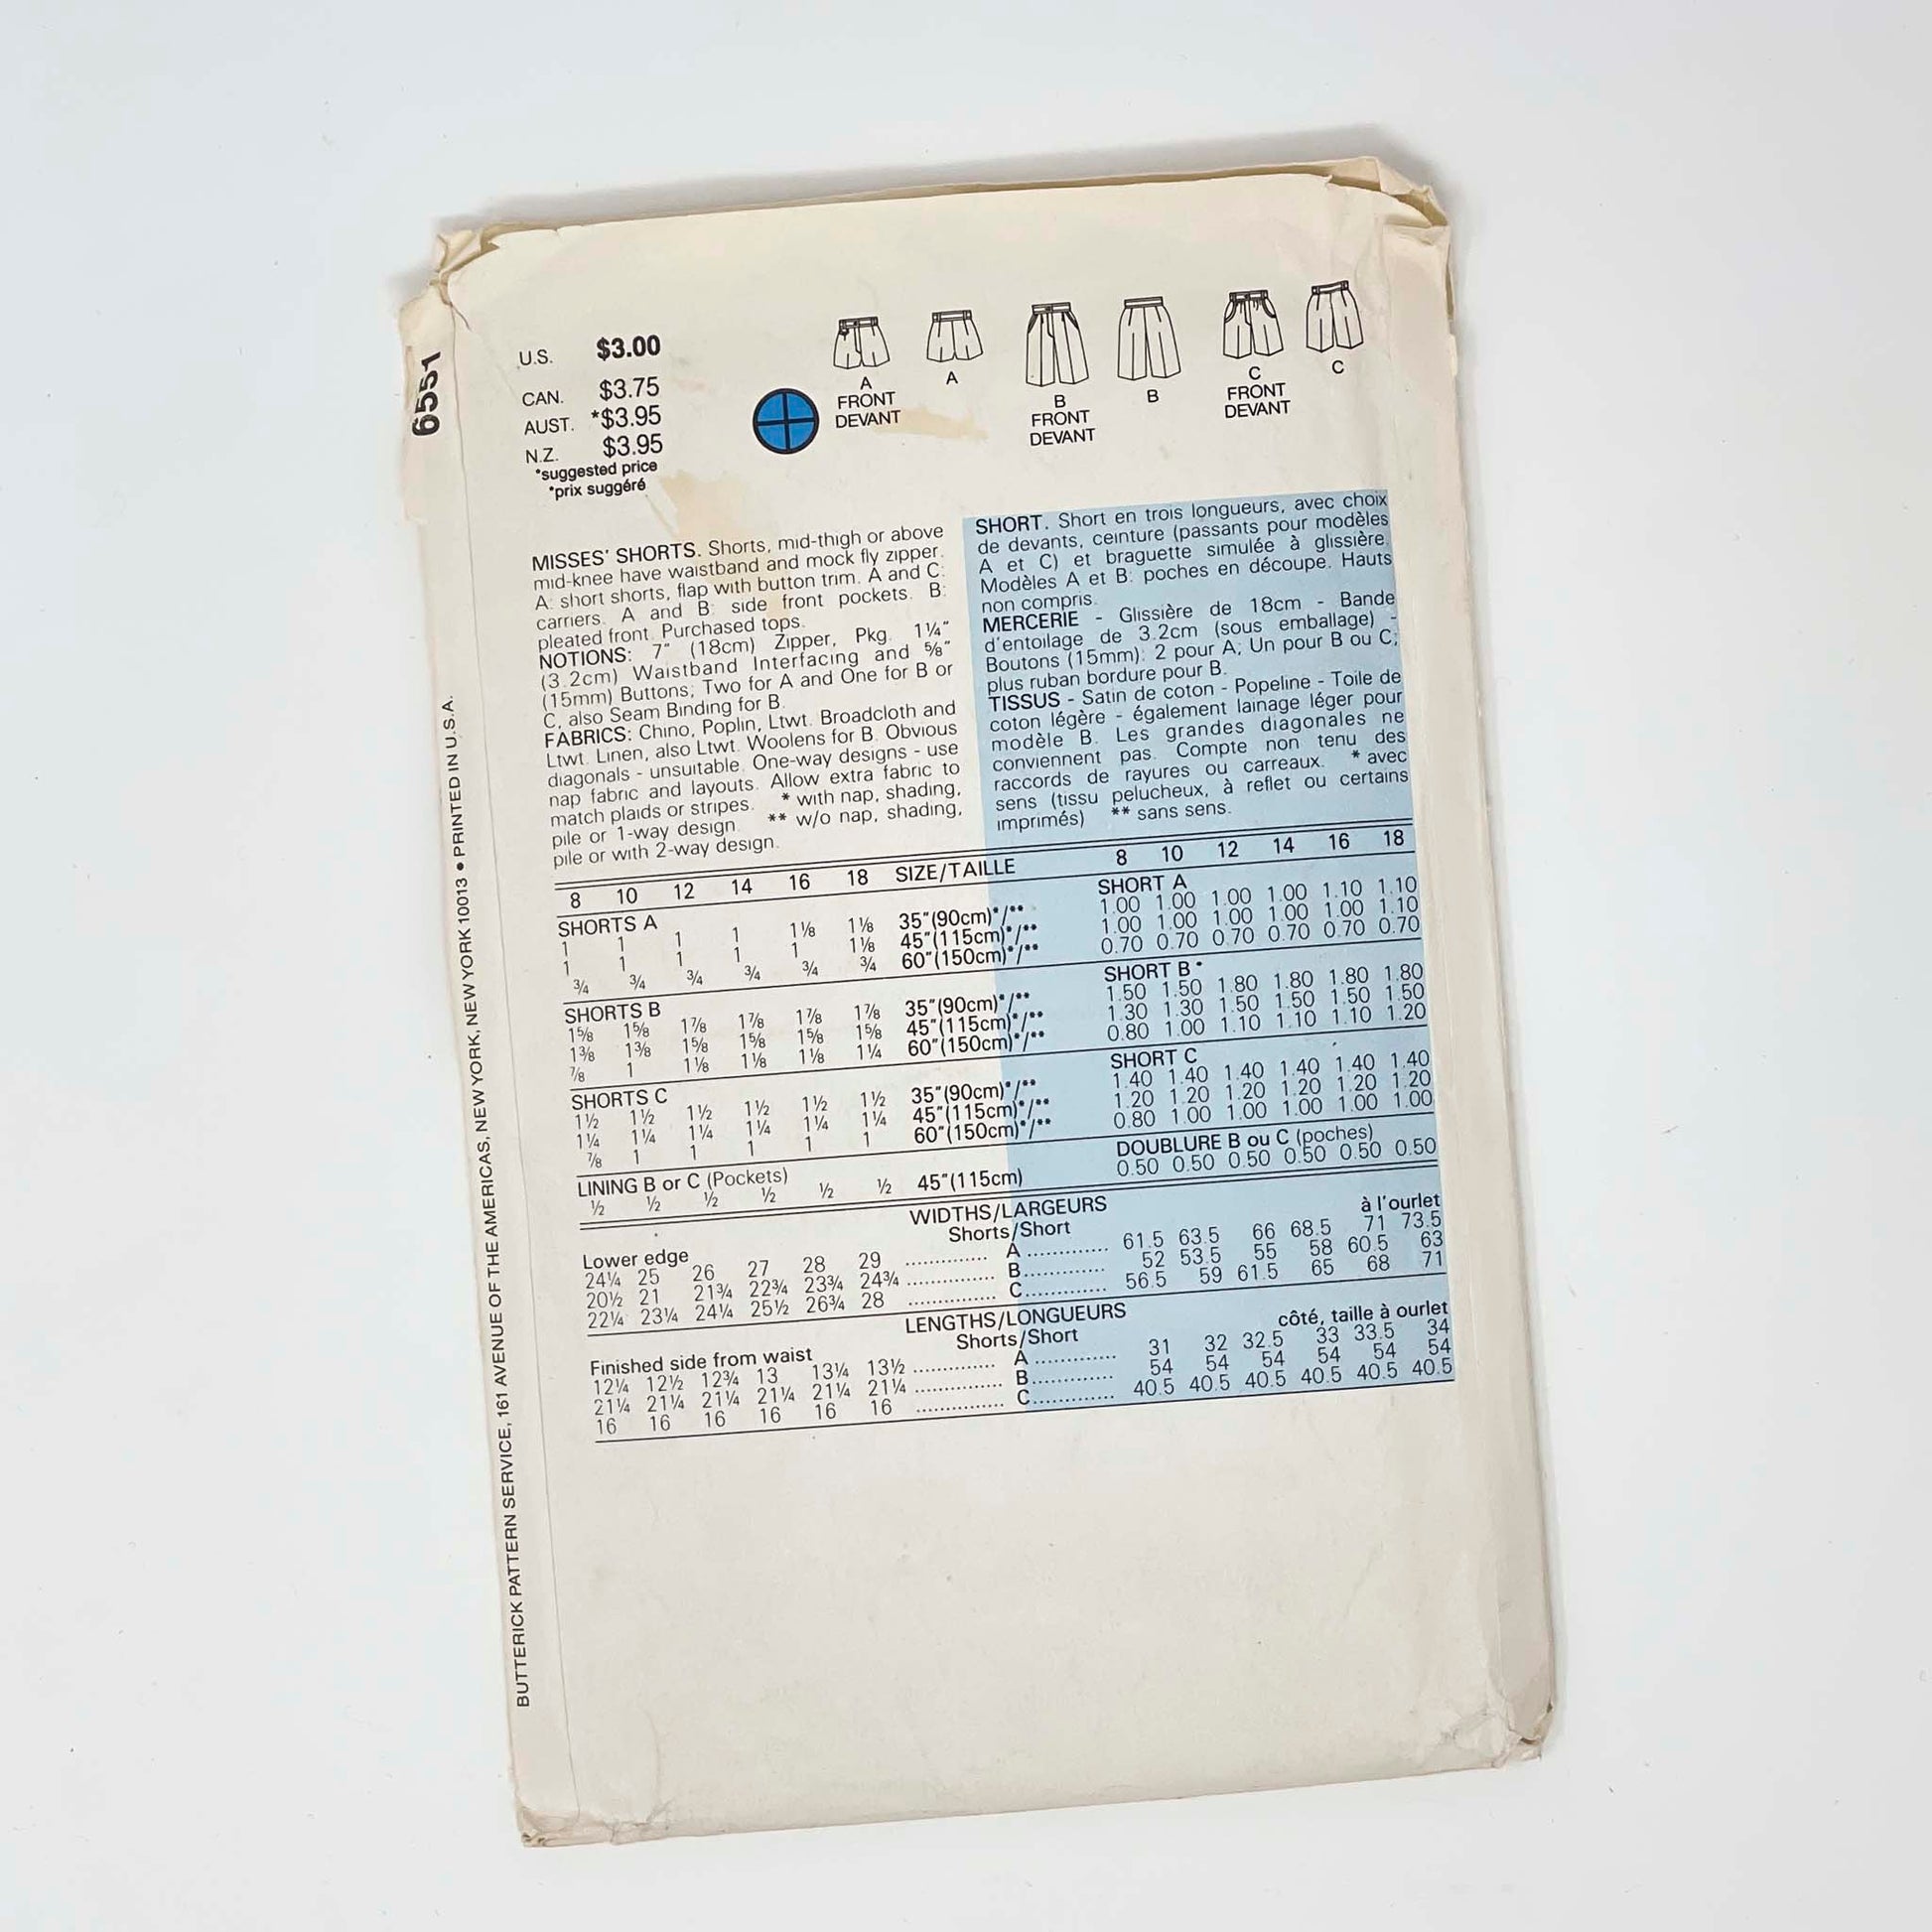 6551
BUTTERICK PATTERN SERVICE, 161 AVENUE OF THE AMERICAS, NEW YORK, NEW YORK 10013 • PRINTED IN U.S.A.
U.S. $3.00
CAN. $3.75
AUST. *$3.95
N.Z. $3.95
*suggested price
*prix suggéré
A
FRONT
DEVANT
A
B
FRONT
DEVANT
B
C
FRONT
DEVANT
C
MISSES' SHORTS. Shorts, mid-thigh or above
mid-knee have waistband and mock fly zipper.
A: short shorts, flap with button trim. A and C:
carriers. A and B: side front pockets. B:
pleated front. Purchased tops.
NOTIONS: 7" (18cm) Zipper, Pkg. 1¼"
(3.2cm) Waistband Interfacing and ⅝"
(15mm) Buttons; Two for A and One for B or
C, also Seam Binding for B.
FABRICS: Chino, Poplin, Ltwt. Broadcloth and
Ltwt. Linen, also Ltwt. Woolens for B. Obvious
diagonals - unsuitable. One-way designs - use
nap fabric and layouts. Allow extra fabric to
match plaids or stripes. * with nap, shading,
pile or 1-way design. ** w/o nap, shading,
pile or with 2-way design.
SHORT. Short en trois longueurs, avec choix
de devants, ceinture (passants pour modèles
A et C) et braguette simulée à glissière.
Modèles A et B: poches en découpe. Hauts
non compris.
MERCERIE - Glissière de 18cm - Bande
d'entoilage de 3.2cm (sous emballage) -
Boutons (15mm): 2 pour A; Un pour B ou C;
plus ruban bordure pour B.
TISSUS - Satin de coton - Popeline - Toile de
coton légère - également lainage léger pour
modèle B. Les grandes diagonales ne
conviennent pas. Compte non tenu des
raccords de rayures ou carreaux. * avec
sens (tissu pelucheux, à reflet ou certains
imprimés) ** sans sens.
8 10 12 14 16 18 SIZE/TAILLE 8 10 12 14 16 18
SHORTS A SHORT A
1 1 1 1 1⅛ 1⅛ 35"(90cm)*/** 1.00 1.00 1.00 1.00 1.10 1.10
1 1 1 1 1 1⅛ 45"(115cm)*/** 1.00 1.00 1.00 1.00 1.00 1.10
¾ ¾ ¾ ¾ ¾ ¾ 60"(150cm)*/** 0.70 0.70 0.70 0.70 0.70 0.70
SHORTS B SHORT B
1⅝ 1⅝ 1⅞ 1⅞ 1⅞ 1⅞ 35"(90cm)*/** 1.50 1.50 1.80 1.80 1.80 1.80
1⅜ 1⅜ 1⅝ 1⅝ 1⅝ 1⅝ 45"(115cm)*/** 1.30 1.30 1.50 1.50 1.50 1.50
⅞ 1 1⅛ 1⅛ 1⅛ 1¼ 60"(150cm)*/** 0.80 1.00 1.10 1.10 1.10 1.20
SHORTS C SHORT C
1½ 1½ 1½ 1½ 1½ 1½ 35"(90cm)*/** 1.40 1.40 1.40 1.40 1.40 1.40
1¼ 1¼ 1¼ 1¼ 1¼ 1¼ 45"(115cm)*/** 1.20 1.20 1.20 1.20 1.20 1.20
⅞ 1 1 1 1 1 60"(150cm)*/** 0.80 1.00 1.00 1.00 1.00 1.00
LINING B or C (Pockets) DOUBLURE B ou C (poches)
½ ½ ½ ½ ½ ½ 45"(115cm) 0.50 0.50 0.50 0.50 0.50 0.50
WIDTHS/LARGEURS
Lower edge Shorts/Short à l'ourlet
24¼ 25 26 27 28 29 .............. A ............. 61.5 63.5 66 68.5 71 73.5
20½ 21 21¾ 22¾ 23¾ 24¾ .............. B ............. 52 53.5 55 58 60.5 63
22¼ 23¼ 24¼ 25½ 26¾ 28 .............. C ............. 56.5 59 61.5 65 68 71
LENGTHS/LONGUEURS
Finished side from waist Shorts/Short côté, taille à ourlet
12¼ 12½ 12¾ 13 13¼ 13½ .............. A ............. 31 32 32.5 33 33.5 34
21¼ 21¼ 21¼ 21¼ 21¼ 21¼ .............. B ............. 54 54 54 54 54 54
16 16 16 16 16 16 .............. C ............. 40.5 40.5 40.5 40.5 40.5 40.5